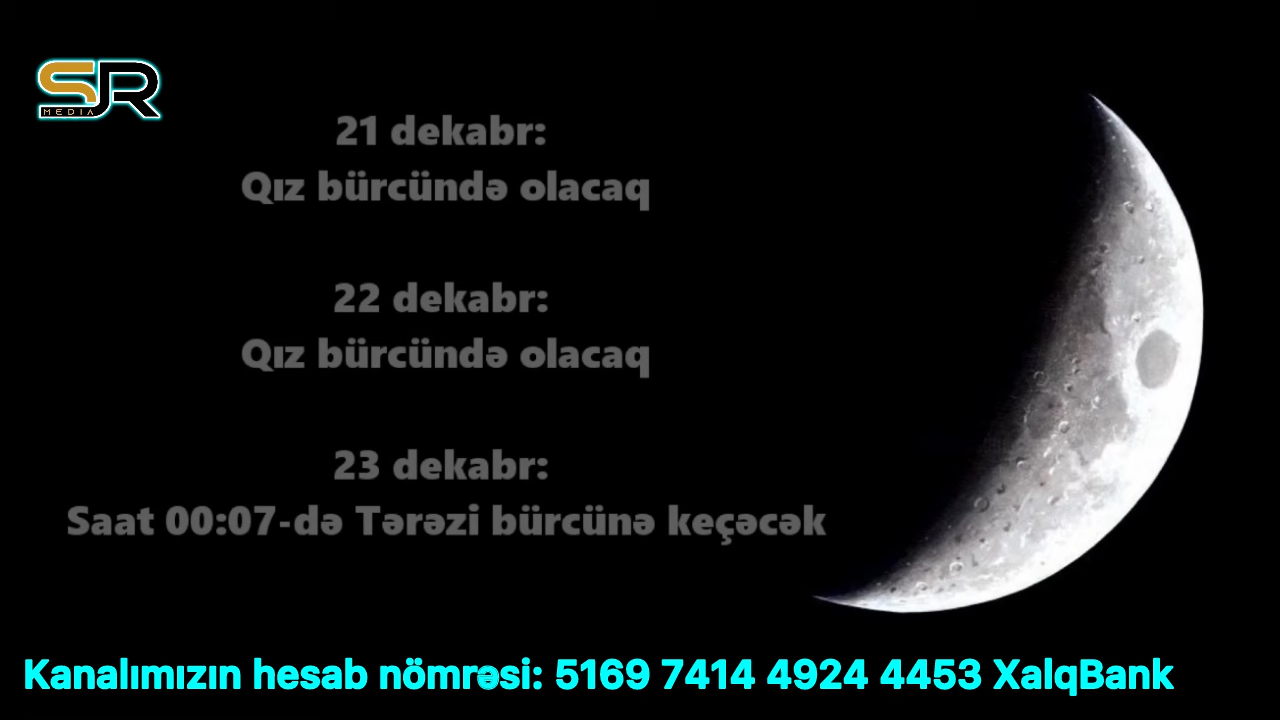 SR
MEDIA
21 dekabr:
Qız bürcündə olacaq
22 dekabr:
Qız bürcündə olacaq
23 dekabr:
Saat 00:07-də Tərəzi bürcünə keçəcək
Kanalımızın hesab nömrəsi: 5169 7414 4924 4453 XalqBank